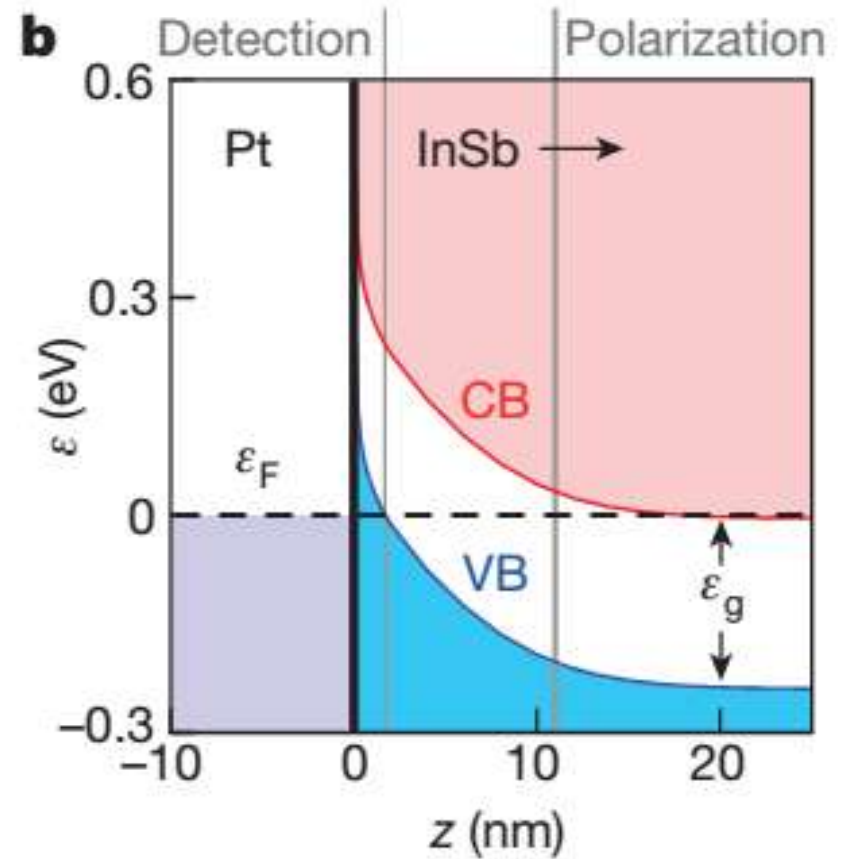 b
Detection
Polarization
0.6
Pt
InSb
0.3
CB
ε (eV)
εF
0
VB
εg
−0.3
−10
0
10
20
z (nm)